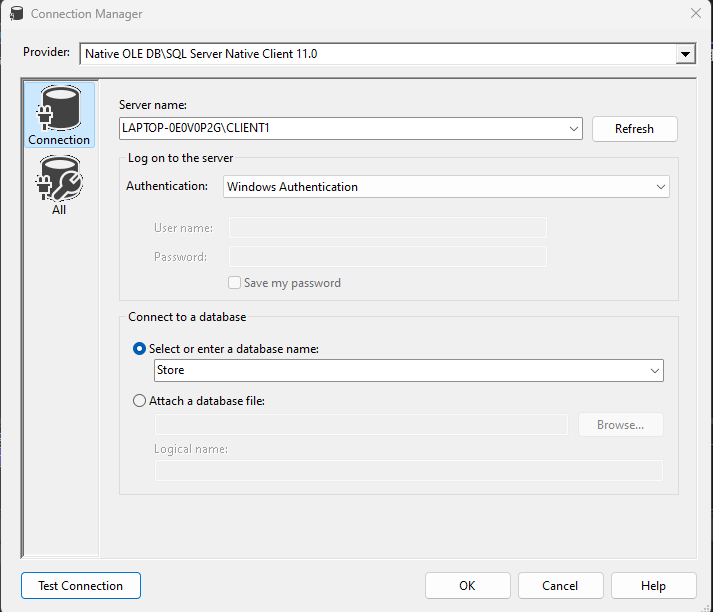 Connection Manager
Provider: Native OLE DB\SQL Server Native Client 11.0
Connection
All
Server name:
LAPTOP-0E0V0P2G\CLIENT1 Refresh
Log on to the server
Authentication: Windows Authentication
User name:
Password:
Save my password
Connect to a database
Select or enter a database name:
Store
Attach a database file:
Browse...
Logical name:
Test Connection OK Cancel Help